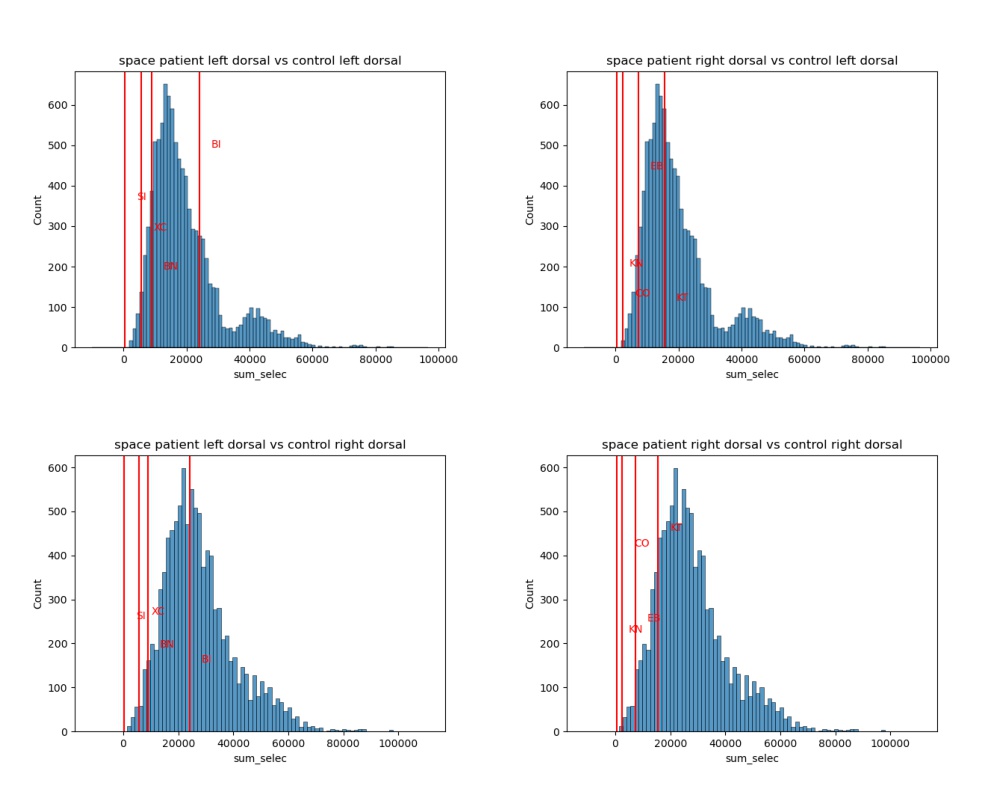 space patient left dorsal vs control left dorsal
600
500
400
300
200
100
0
Count
BI
SI
XC
BN
0 20000 40000 60000 80000 100000
sum_selec
space patient right dorsal vs control left dorsal
600
500
400
300
200
100
0
Count
EB
KN
CO
KT
0 20000 40000 60000 80000 100000
sum_selec
space patient left dorsal vs control right dorsal
600
500
400
300
200
100
0
Count
SI
XC
BN
BI
0 20000 40000 60000 80000 100000
sum_selec
space patient right dorsal vs control right dorsal
600
500
400
300
200
100
0
Count
KT
CO
EB
KN
0 20000 40000 60000 80000 100000
sum_selec